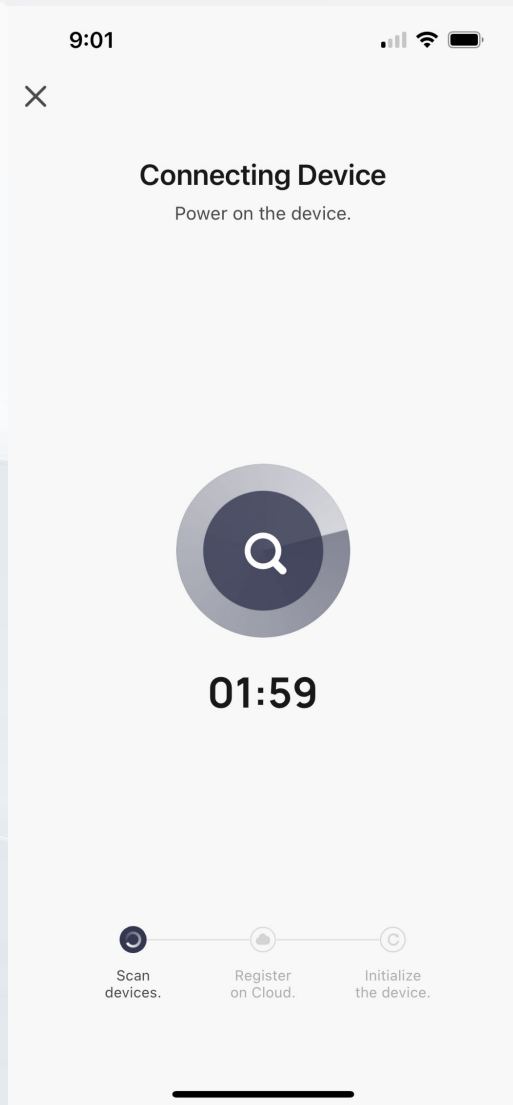 9:01
Connecting Device
Power on the device.
01:59
Scan
devices.
Register
on Cloud.
Initialize
the device.